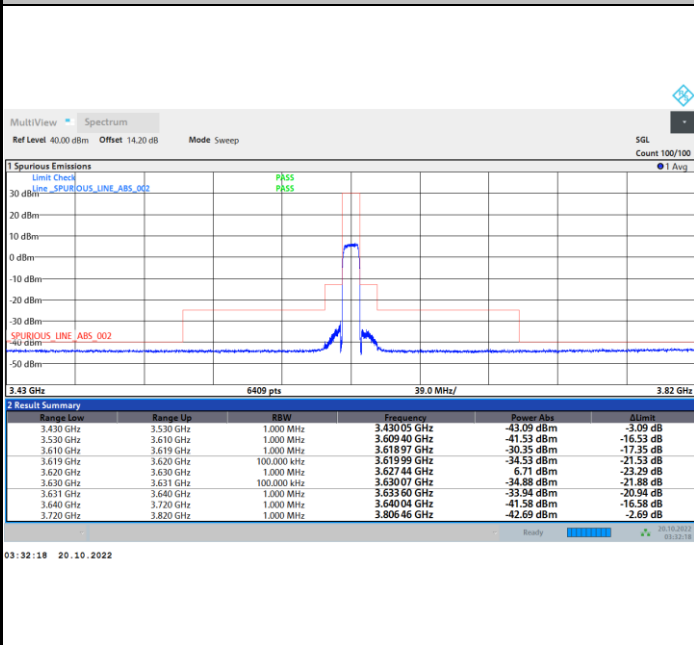 MultiView Spectrum
Ref Level 40.00 dBm Offset 14.20 dB Mode Sweep SGL
Count 100/100
1 Spurious Emissions 1 Avg
Limit Check PASS
Line _SPURIOUS_LINE_ABS_002 PASS
30 dBm
20 dBm
10 dBm
0 dBm
-10 dBm
-20 dBm
-30 dBm
_SPURIOUS_LINE_ABS_002
-40 dBm
-50 dBm
3.43 GHz 6409 pts 39.0 MHz/ 3.82 GHz
2 Result Summary
Range Low Range Up RBW Frequency Power Abs ΔLimit
3.430 GHz 3.530 GHz 1.000 MHz 3.43005 GHz -43.09 dBm -3.09 dB
3.530 GHz 3.610 GHz 1.000 MHz 3.60940 GHz -41.53 dBm -16.53 dB
3.610 GHz 3.619 GHz 1.000 MHz 3.61897 GHz -30.35 dBm -17.35 dB
3.619 GHz 3.620 GHz 100.000 kHz 3.61999 GHz -34.53 dBm -21.53 dB
3.620 GHz 3.630 GHz 1.000 MHz 3.62744 GHz 6.71 dBm -23.29 dB
3.630 GHz 3.631 GHz 100.000 kHz 3.63007 GHz -34.88 dBm -21.88 dB
3.631 GHz 3.640 GHz 1.000 MHz 3.63360 GHz -33.94 dBm -20.94 dB
3.640 GHz 3.720 GHz 1.000 MHz 3.64004 GHz -41.58 dBm -16.58 dB
3.720 GHz 3.820 GHz 1.000 MHz 3.80646 GHz -42.69 dBm -2.69 dB
Ready 20.10.2022
03:32:18
03:32:18 20.10.2022